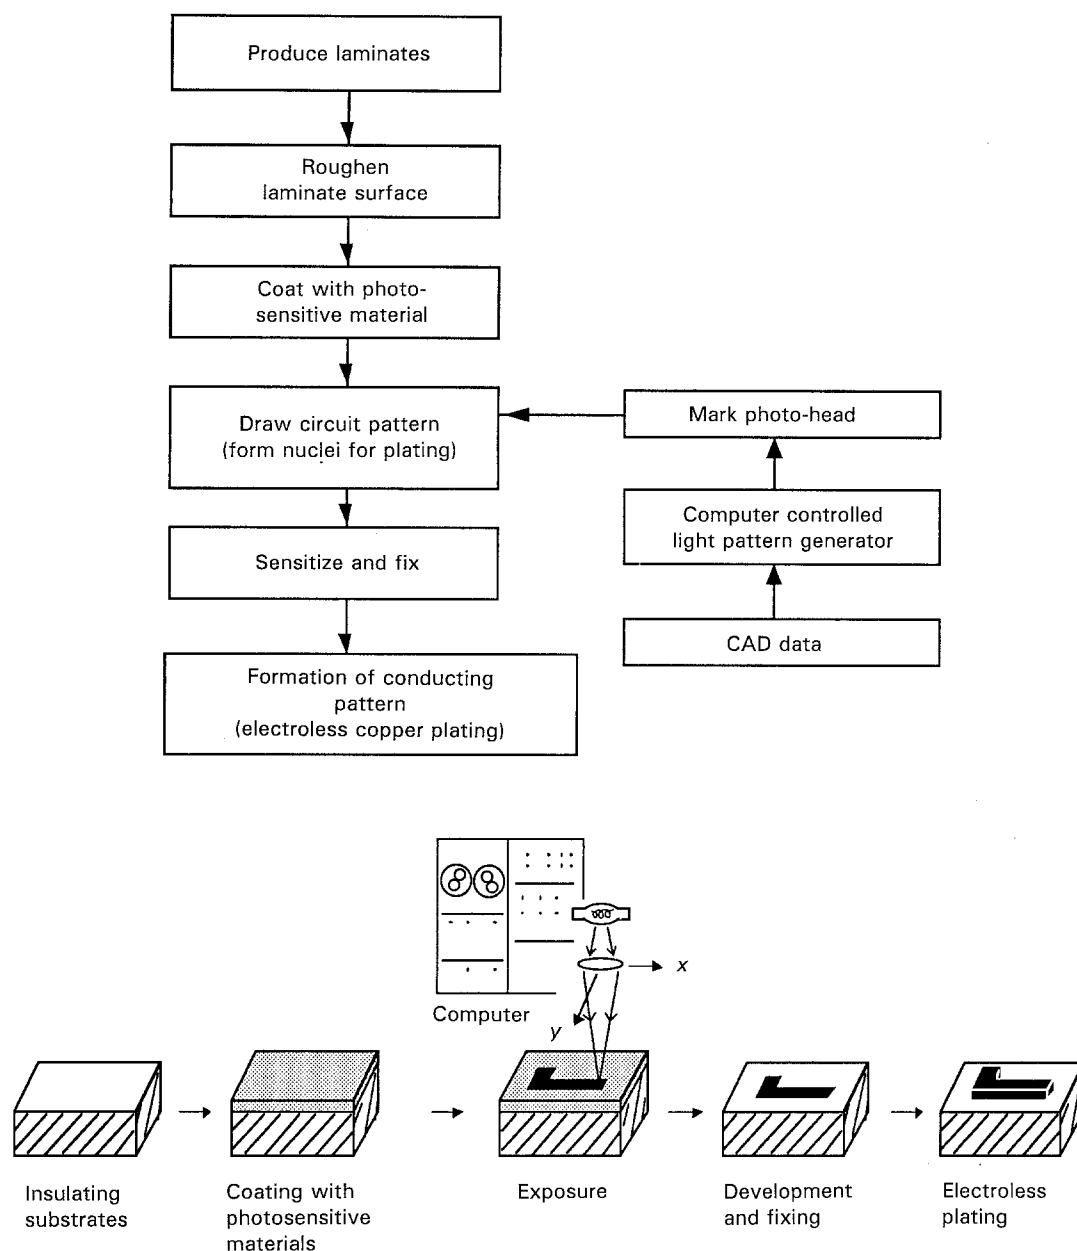 Produce laminates
Roughen
laminate surface
Coat with photo-
sensitive material
Draw circuit pattern
(form nuclei for plating)
Mark photo-head
Computer controlled
light pattern generator
Sensitize and fix
CAD data
Formation of conducting
pattern
(electroless copper plating)
x
Computer
y
Insulating
substrates
Coating with
photosensitive
materials
Exposure
Development
and fixing
Electroless
plating